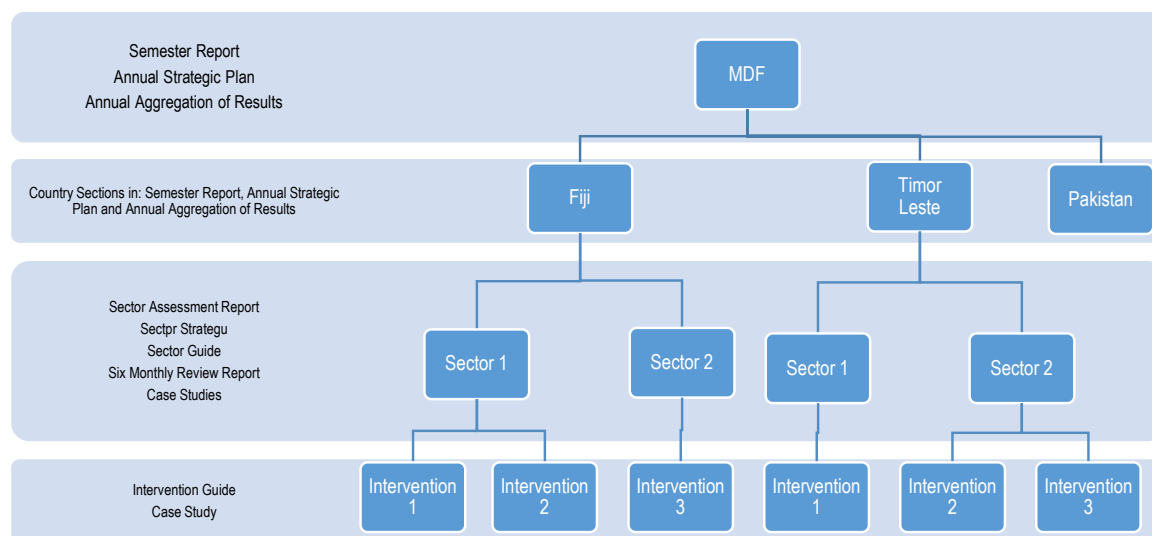 Semester Report
Annual Strategic Plan
Annual Aggregation of Results
MDF
Country Sections in: Semester Report, Annual Strategic
Plan and Annual Aggregation of Results
Fiji
Timor
Leste
Pakistan
Sector Assessment Report
Sectpr Strategu
Sector Guide
Six Monthly Review Report
Case Studies
Sector 1
Sector 2
Sector 1
Sector 2
Intervention Guide
Case Study
Intervention
1
Intervention
2
Intervention
3
Intervention
1
Intervention
2
Intervention
3